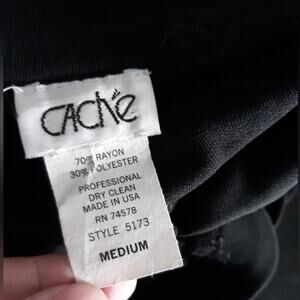 caché
70% RAYON
30% POLYESTER
PROFESSIONAL
DRY CLEAN
MADE IN USA
RN 74578
STYLE 5173
MEDIUM